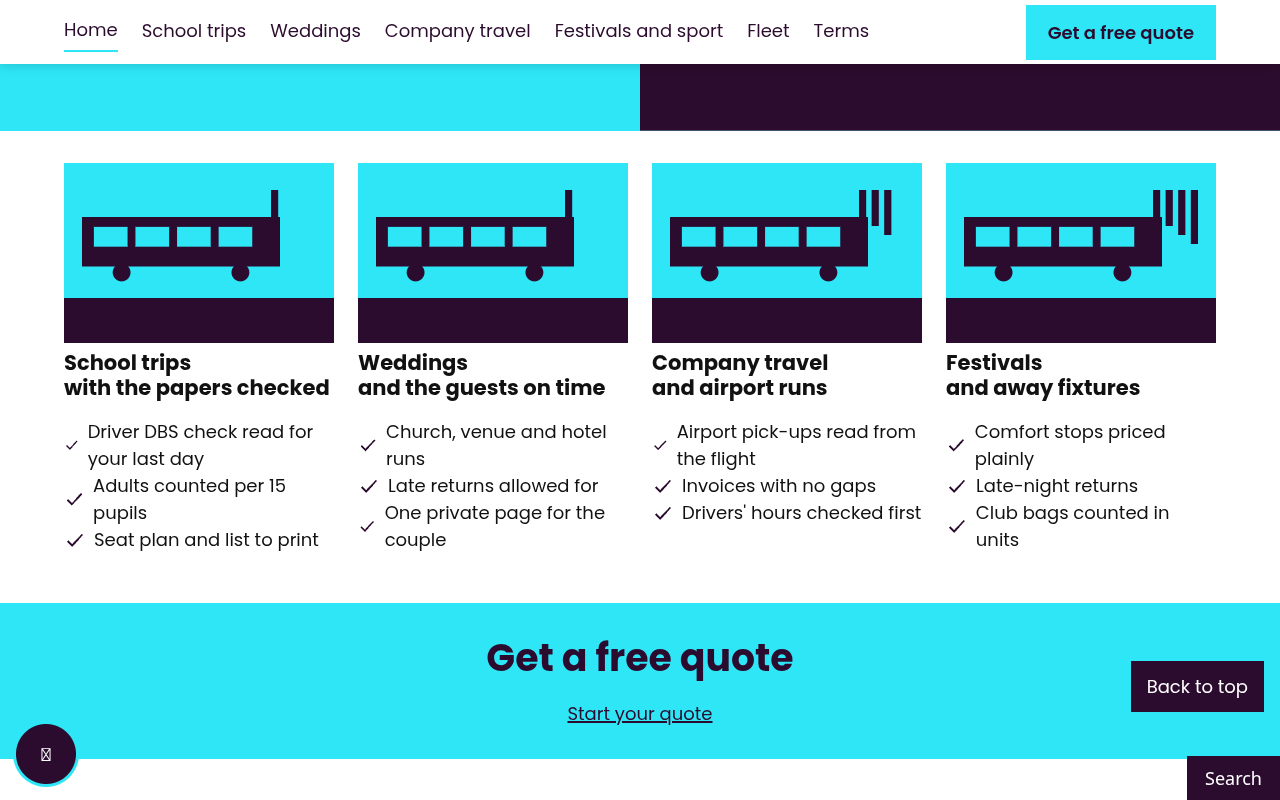 Home School trips Weddings Company travel Festivals and sport Fleet Terms Get a free quote
School trips
with the papers checked
Driver DBS check read for
your last day
Adults counted per 15
pupils
Seat plan and list to print
Weddings
and the guests on time
Church, venue and hotel
runs
Late returns allowed for
One private page for the
couple
Company travel
and airport runs
Airport pick-ups read from
the flight
Invoices with no gaps
Drivers' hours checked first
Festivals
and away fixtures
Comfort stops priced
plainly
Late-night returns
Club bags counted in
units
Get a free quote
Start your quote
Back to top
Search